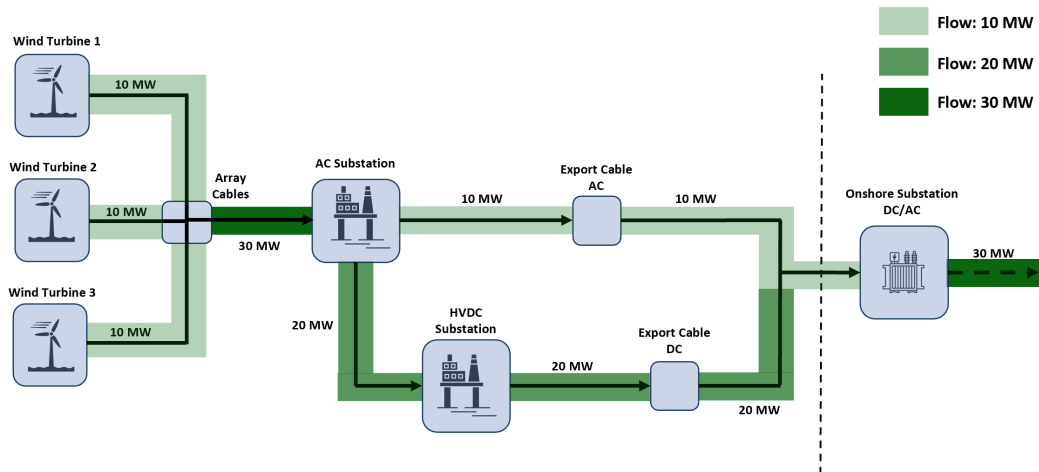 Flow: 10 MW
Flow: 20 MW
Flow: 30 MW
Wind Turbine 1
10 MW
Wind Turbine 2
10 MW
Wind Turbine 3
10 MW
Array
Cables
30 MW
AC Substation
10 MW
Export Cable
AC
10 MW
20 MW
HVDC
Substation
20 MW
Export Cable
DC
20 MW
Onshore Substation
DC/AC
30 MW